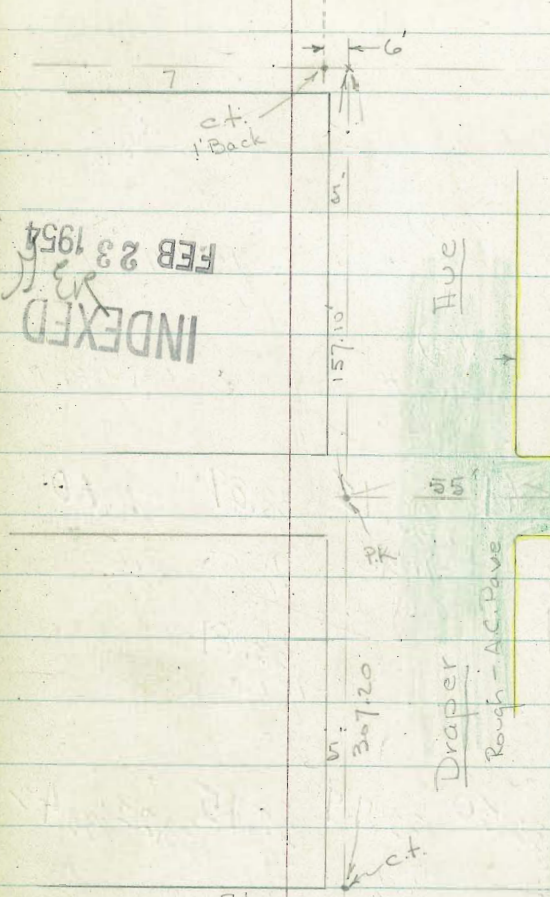 6'
7
c.t.
1' Back
5.
FEB 23 1954
INDEXED
Ave
157.10'
55'
P.K
Draper
Rough - A.C. Pave
307.20
5.
c.t.